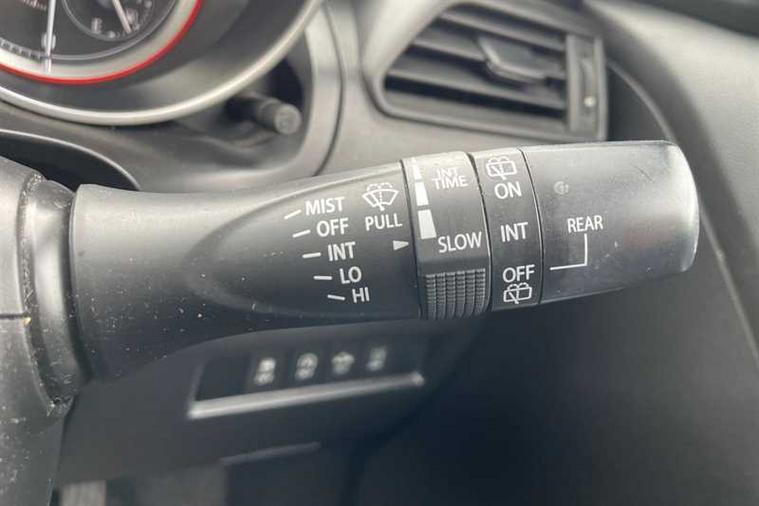 MIST
OFF
INT
LO
HI
PULL
INT
TIME
SLOW
ON
INT
OFF
REAR